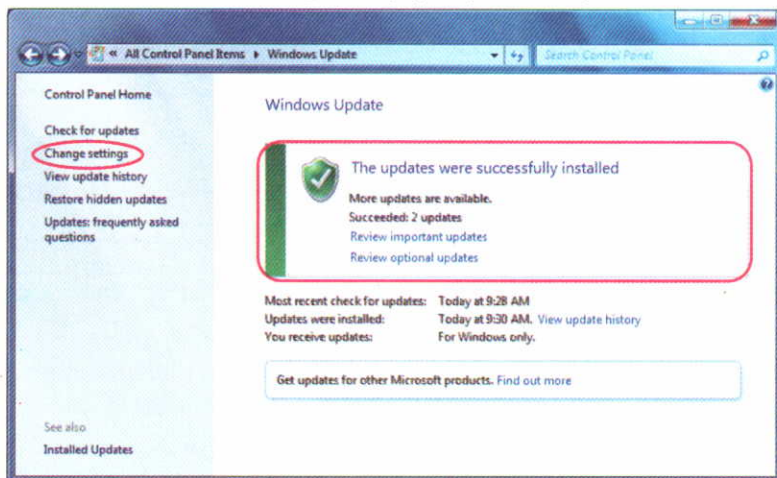 « All Control Panel Items ▸ Windows Update
Search Control Panel
Control Panel Home
Check for updates
Change settings
View update history
Restore hidden updates
Updates: frequently asked
questions
See also
Installed Updates
Windows Update
The updates were successfully installed
More updates are available.
Succeeded: 2 updates
Review important updates
Review optional updates
Most recent check for updates: Today at 9:28 AM
Updates were installed: Today at 9:30 AM. View update history
You receive updates: For Windows only.
Get updates for other Microsoft products. Find out more